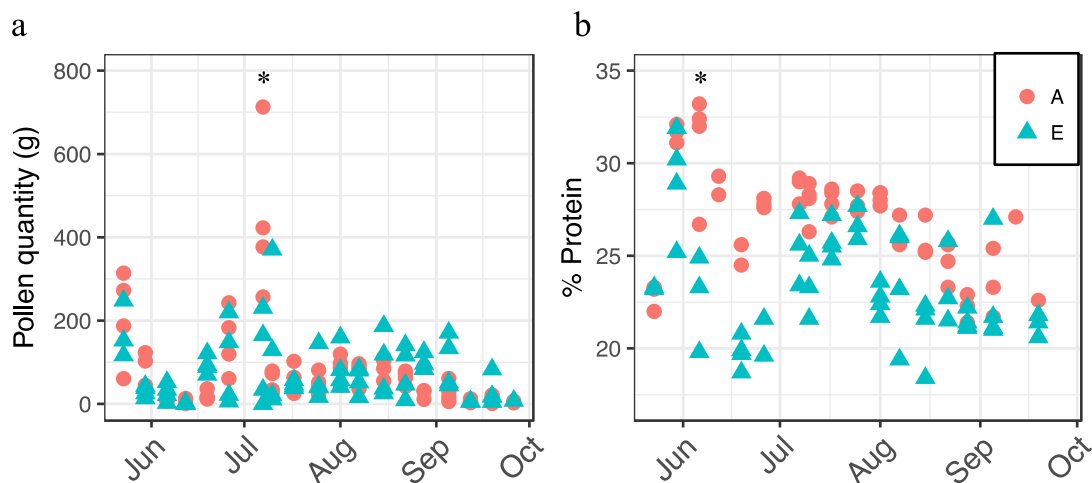 a
Pollen quantity (g)
800
600
400
200
0
*
Jun
Jul
Aug
Sep
Oct
b
% Protein
35
30
25
20
*
A
E
Jun
Jul
Aug
Sep
Oct